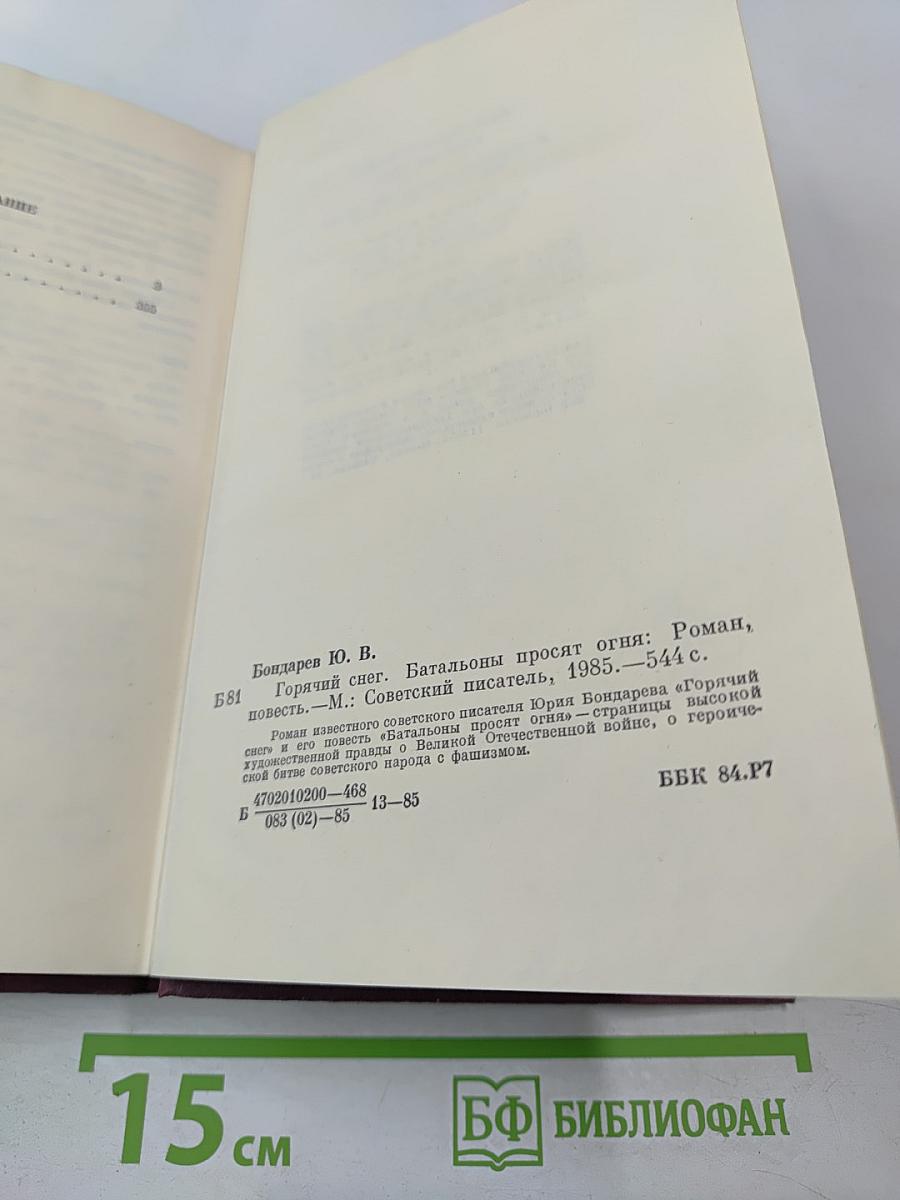 3
Бондарев Ю. В.
Б81 Горячий снег. Батальоны просят огня: Роман,
повесть.—М.: Советский писатель, 1985.—544 с.
Роман известного советского писателя Юрия Бондарева «Горячий
снег» и его повесть «Батальоны просят огня»—страницы высокой
художественной правды о Великой Отечественной войне, о героиче-
ской битве советского народа с фашизмом.
Б 4702010200—468 13—85
083 (02)—85
ББК 84.Р7
15 см
БФ БИБЛИОФАН